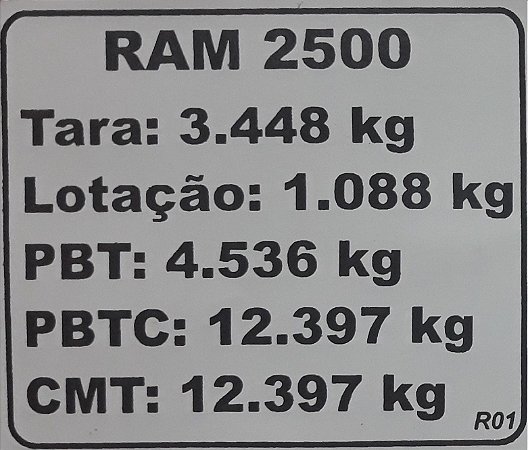 RAM 2500
Tara: 3.448 kg
Lotação: 1.088 kg
PBT: 4.536 kg
PBTC: 12.397 kg
CMT: 12.397 kg
R01